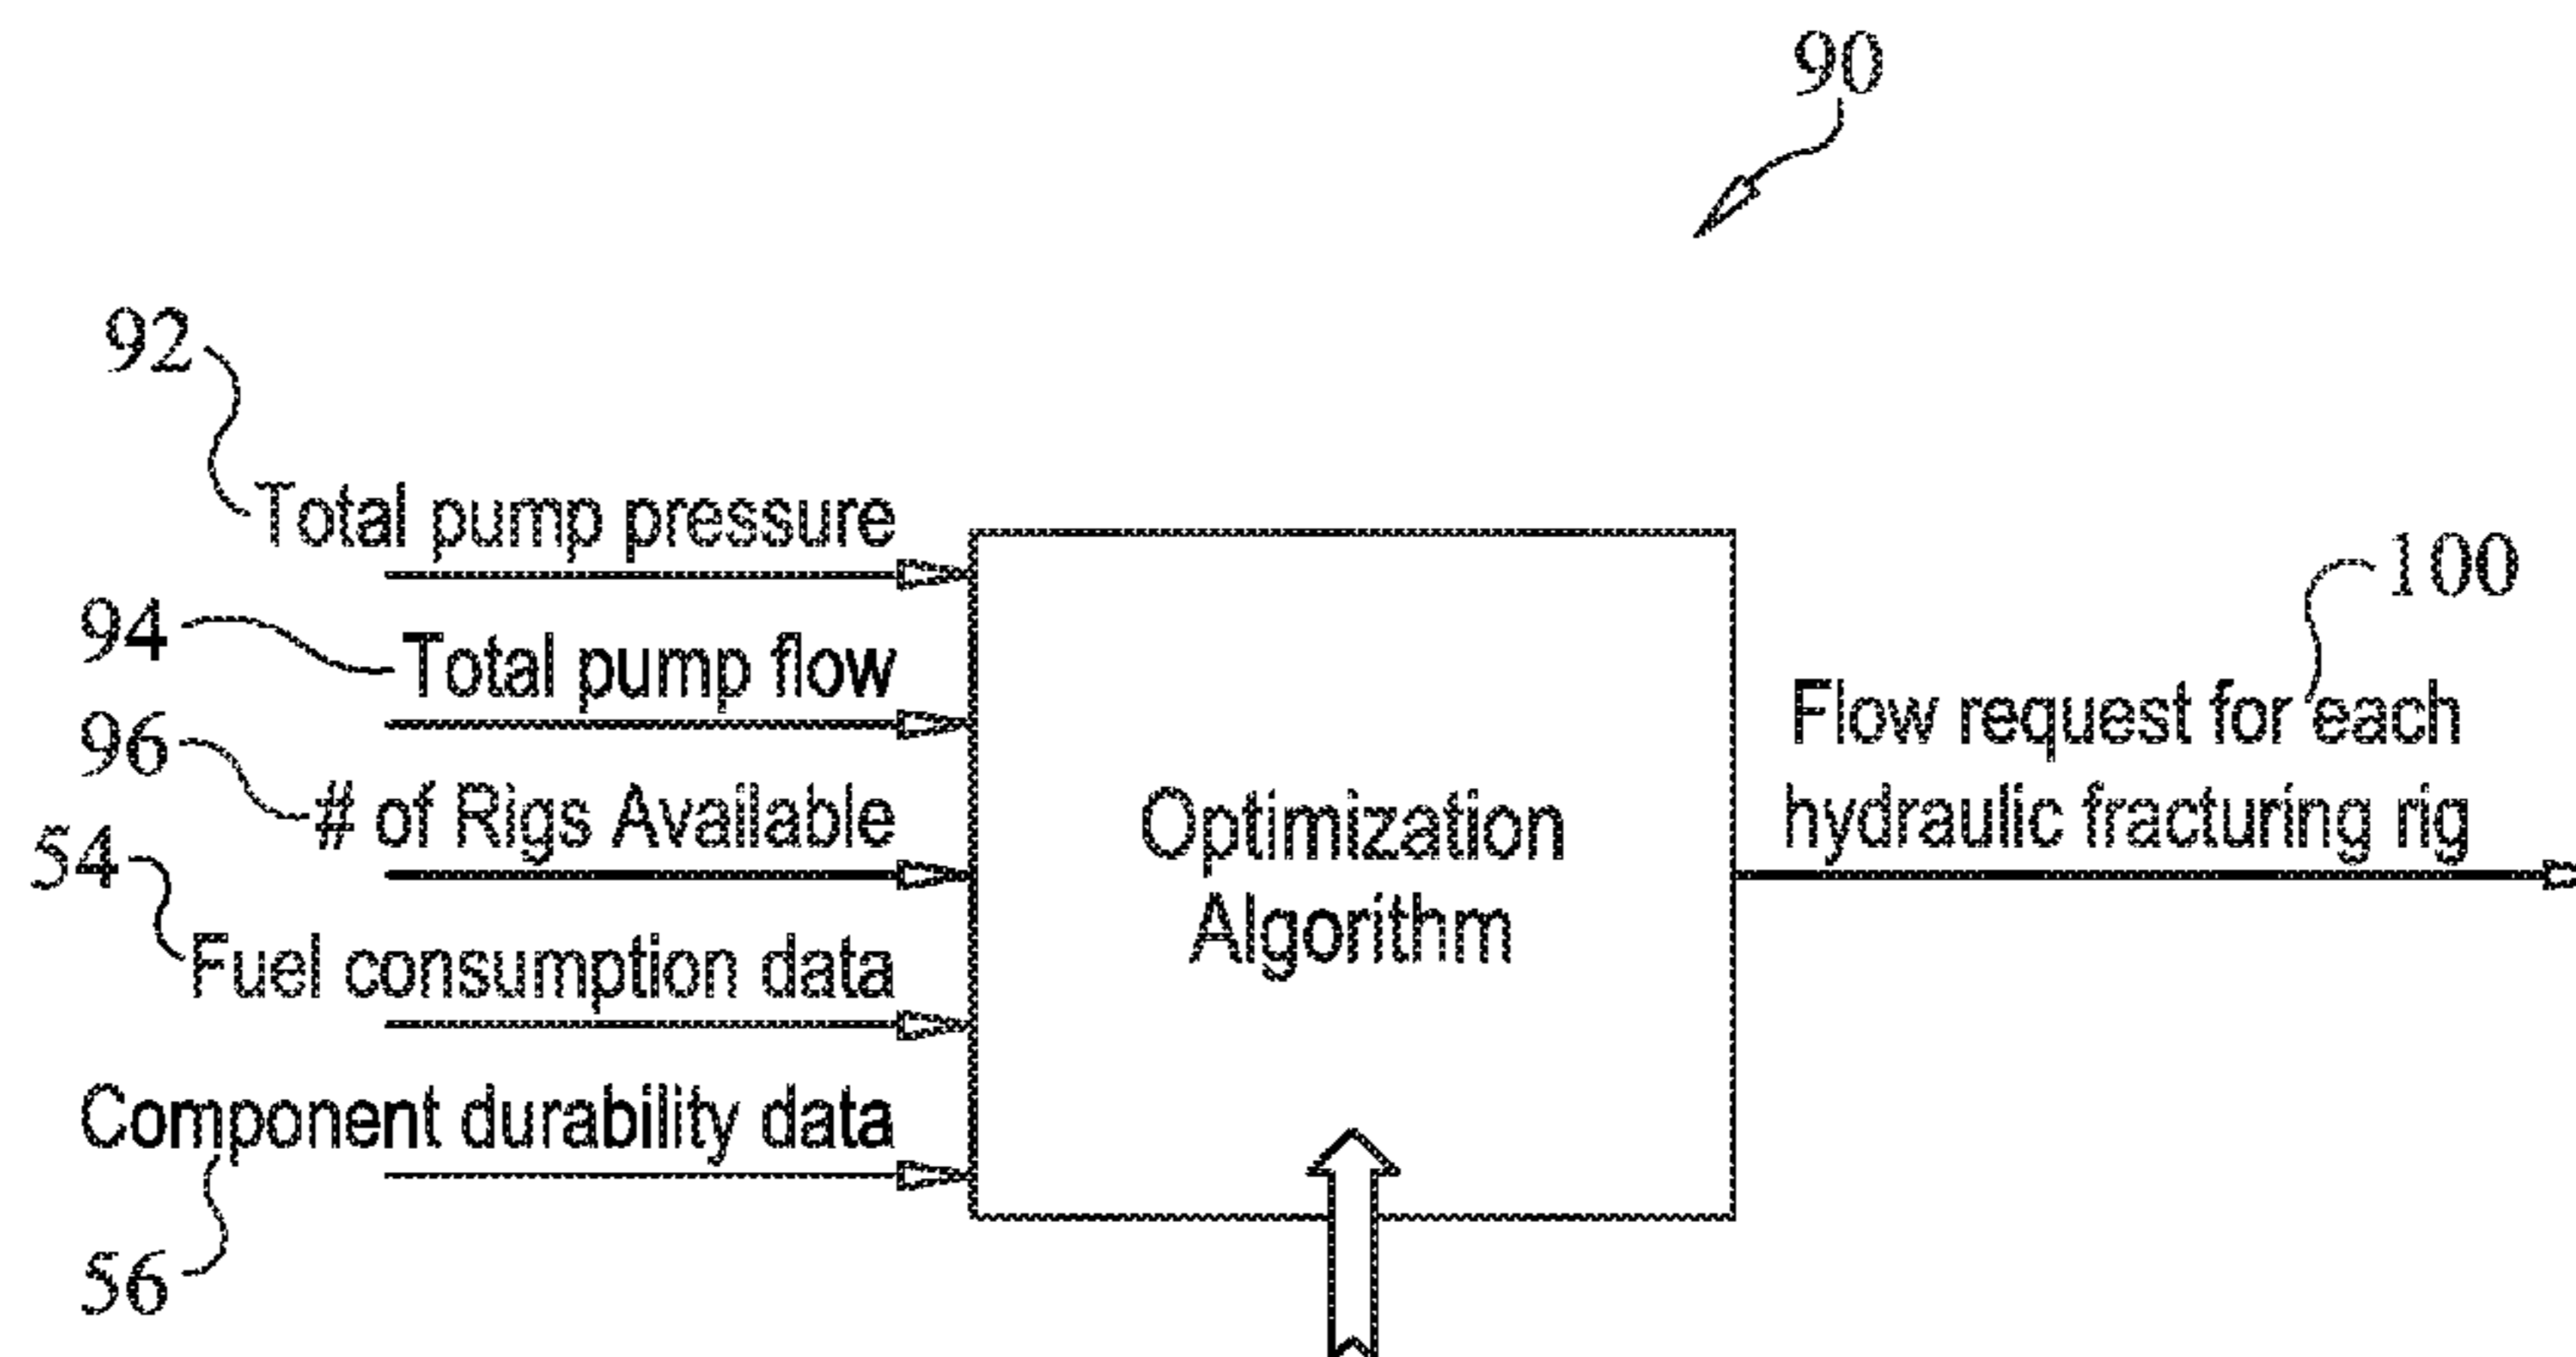 90
92
Total pump pressure
94
Total pump flow
96
# of Rigs Available
54
Fuel consumption data
Component durability data
56
Optimization
Algorithm
100
Flow request for each
hydraulic fracturing rig